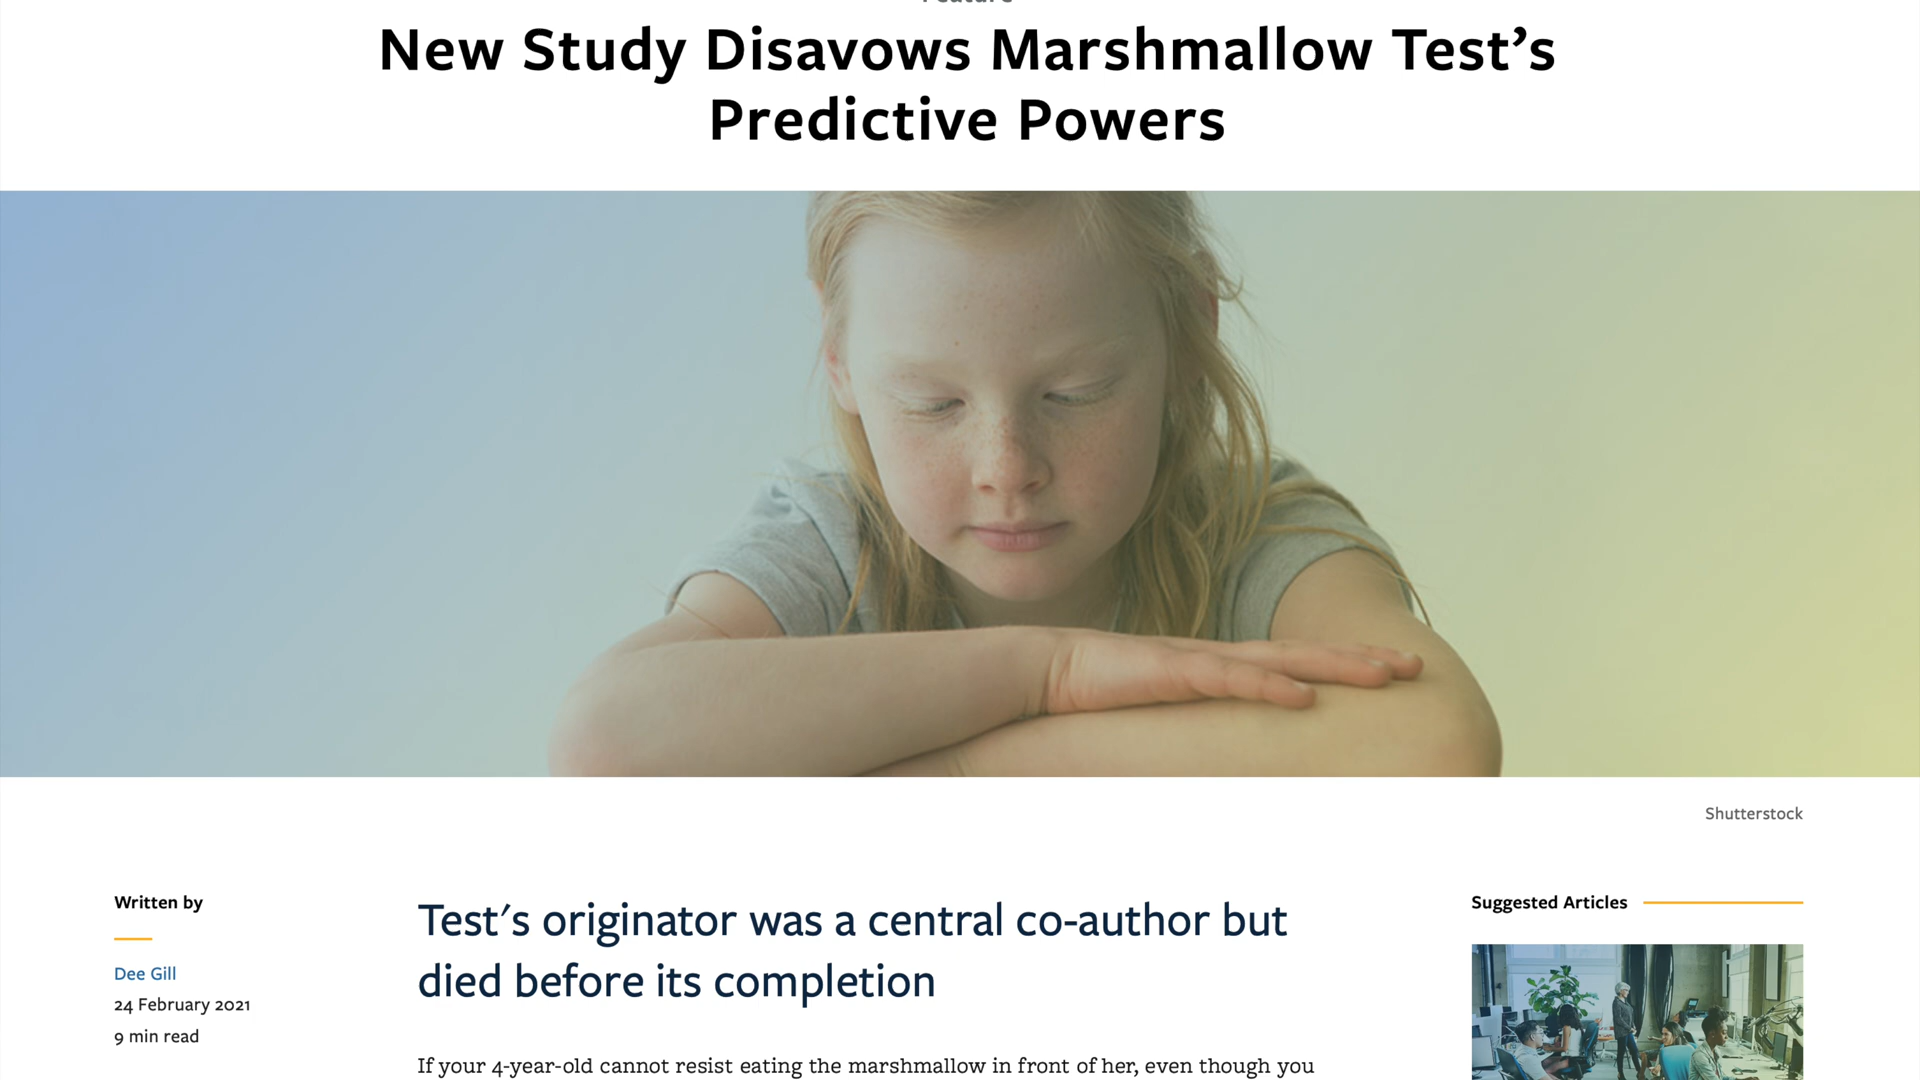 Feature
New Study Disavows Marshmallow Test’s
Predictive Powers
Shutterstock
Written by
Dee Gill
24 February 2021
9 min read
Test's originator was a central co-author but
died before its completion
If your 4-year-old cannot resist eating the marshmallow in front of her, even though you
Suggested Articles